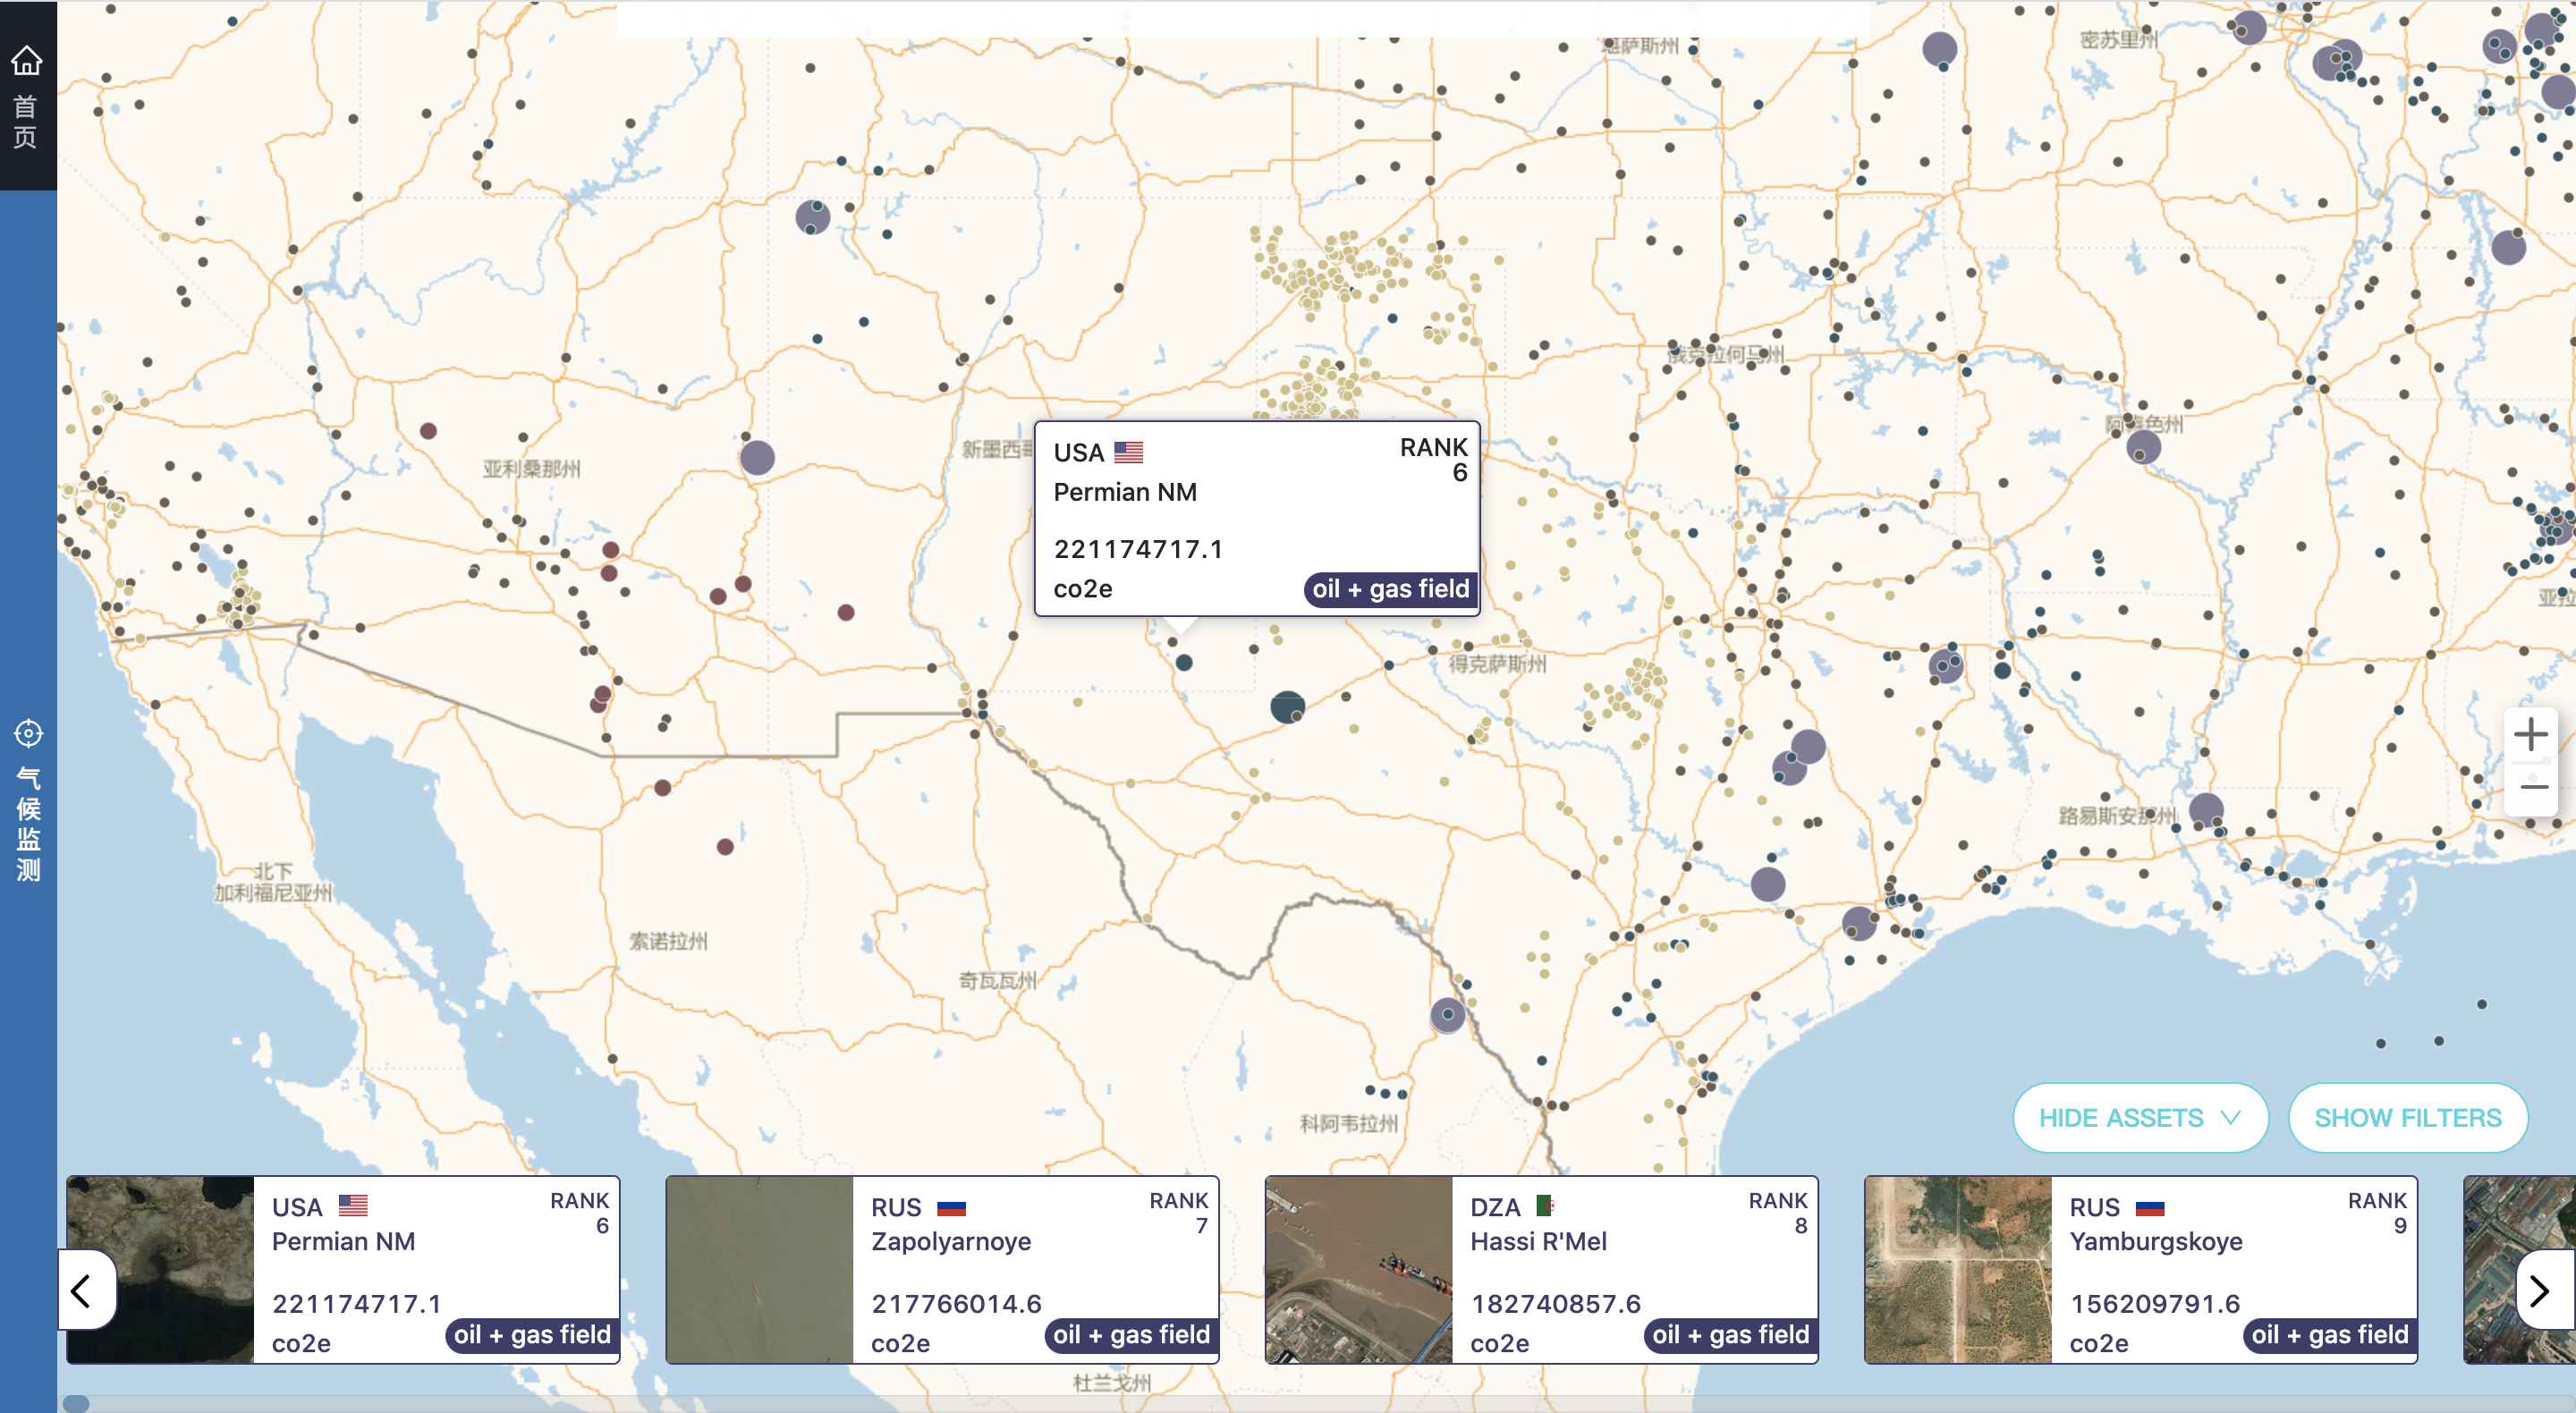 首
页
气
候
监
测
堪萨斯州
密苏里州
俄克拉何马州
阿肯色州
亚利桑那州
新墨西哥
USA
RANK
6
Permian NM
221174717.1
co2e
oil + gas field
得克萨斯州
路易斯安那州
北下
加利福尼亚州
索诺拉州
奇瓦瓦州
科阿韦拉州
HIDE ASSETS
SHOW FILTERS
USA
RANK
6
Permian NM
221174717.1
co2e
oil + gas field
RUS
RANK
7
Zapolyarnoye
217766014.6
co2e
oil + gas field
DZA
RANK
8
Hassi R'Mel
182740857.6
co2e
oil + gas field
RUS
RANK
9
Yamburgskoye
156209791.6
co2e
oil + gas field
杜兰戈州